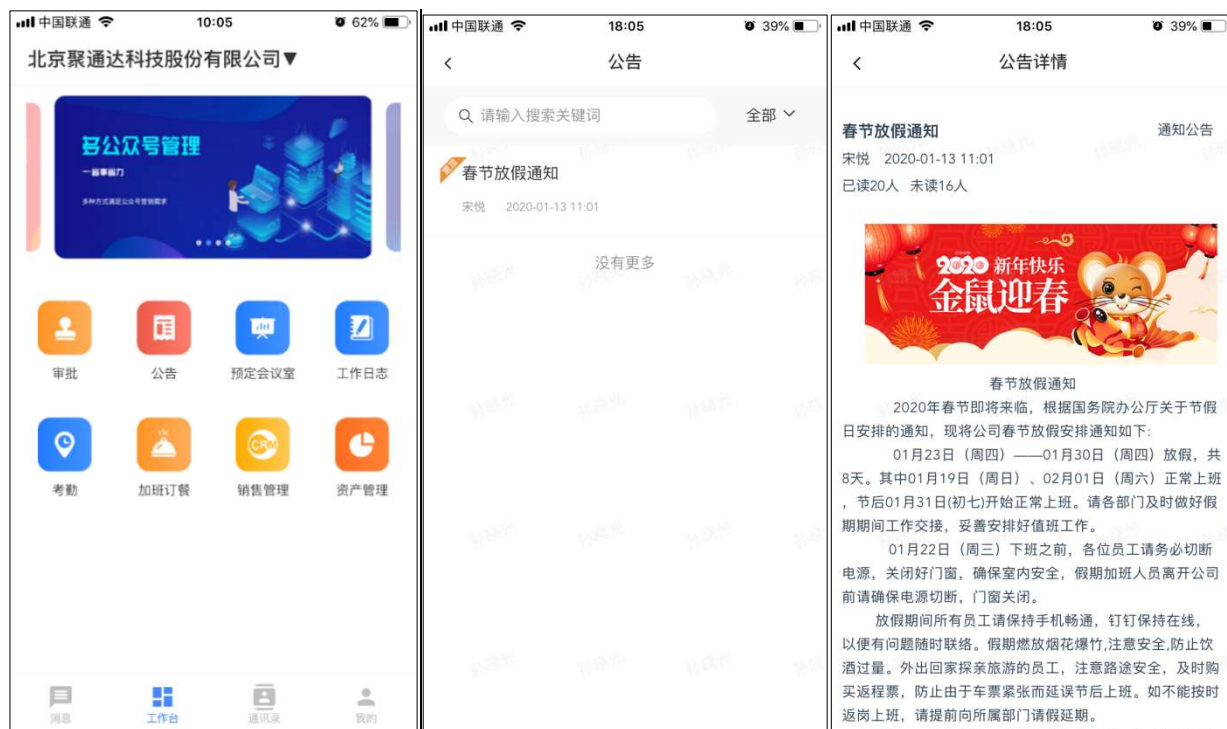 中国联通 10:05 62%
北京聚通达科技股份有限公司▼
多公众号管理
一省事省力
多种方式满足公众号营销需求
审批 公告 预定会议室 工作日志
考勤 加班订餐 CRM 销售管理 资产管理
消息 工作台 通讯录 我的
中国联通 18:05 39%
公告
请输入搜索关键词 全部
春节放假通知
宋悦 2020-01-13 11:01
没有更多
孙晓光
中国联通 18:05 39%
公告详情
春节放假通知 通知公告
宋悦 2020-01-13 11:01
已读20人 未读16人
2020 新年快乐
金鼠迎春
春节放假通知
2020年春节即将来临，根据国务院办公厅关于节假
日安排的通知，现将公司春节放假安排通知如下:
01月23日（周四）——01月30日（周四）放假，共
8天。其中01月19日（周日）、02月01日（周六）正常上班
，节后01月31日(初七)开始正常上班。请各部门及时做好假
期期间工作交接，妥善安排好值班工作。
01月22日（周三）下班之前，各位员工请务必切断
电源，关闭好门窗，确保室内安全，假期加班人员离开公司
前请确保电源切断，门窗关闭。
放假期间所有员工请保持手机畅通，钉钉保持在线，
以便有问题随时联络。假期燃放烟花爆竹,注意安全,防止饮
酒过量。外出回家探亲旅游的员工，注意路途安全，及时购
买返程票，防止由于车票紧张而延误节后上班。如不能按时
返岗上班，请提前向所属部门请假延期。